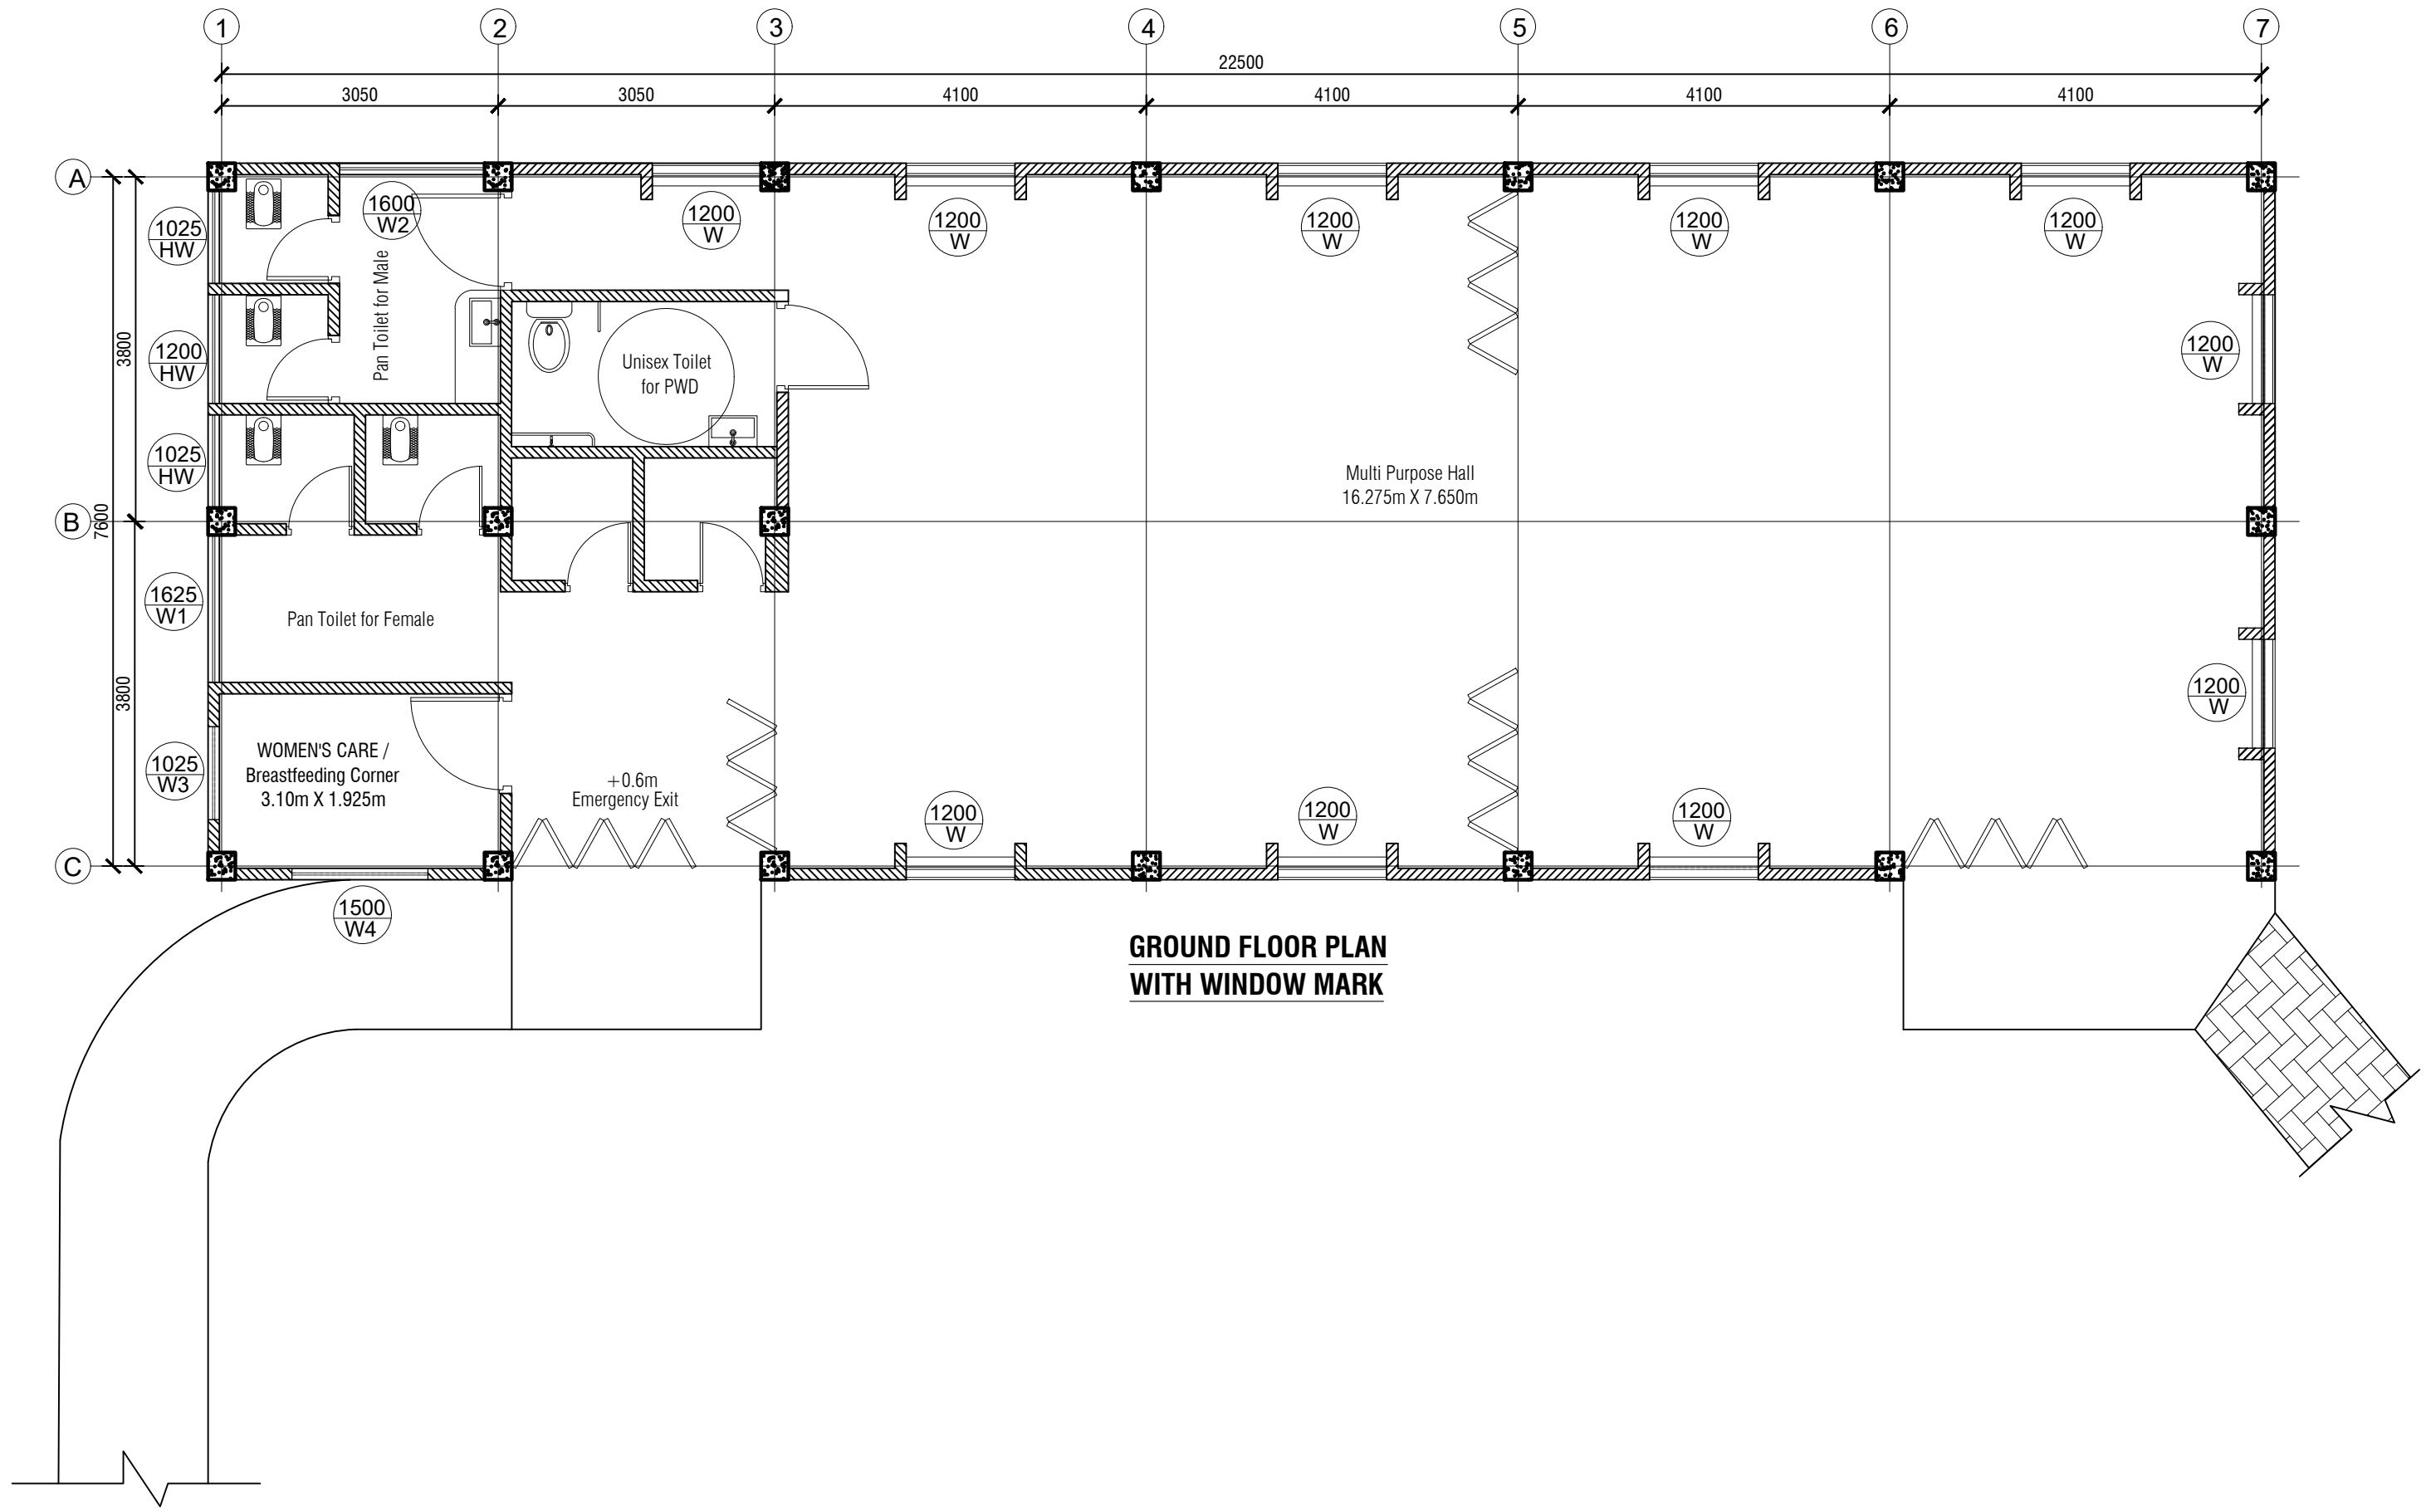 1 2 3 4 5 6 7
22500
3050 3050 4100 4100 4100 4100
A
1600
W2
1200
W
1200
W
1200
W
1200
W
1200
W
1025
HW
Pan Toilet for Male
3800
1200
HW
Unisex Toilet
for PWD
1200
W
1025
HW
Multi Purpose Hall
16.275m X 7.650m
B
7600
1625
W1
Pan Toilet for Female
3800
1200
W
WOMEN'S CARE /
Breastfeeding Corner
3.10m X 1.925m
1025
W3
+0.6m
Emergency Exit
1200
W
1200
W
1200
W
C
1500
W4
GROUND FLOOR PLAN
WITH WINDOW MARK